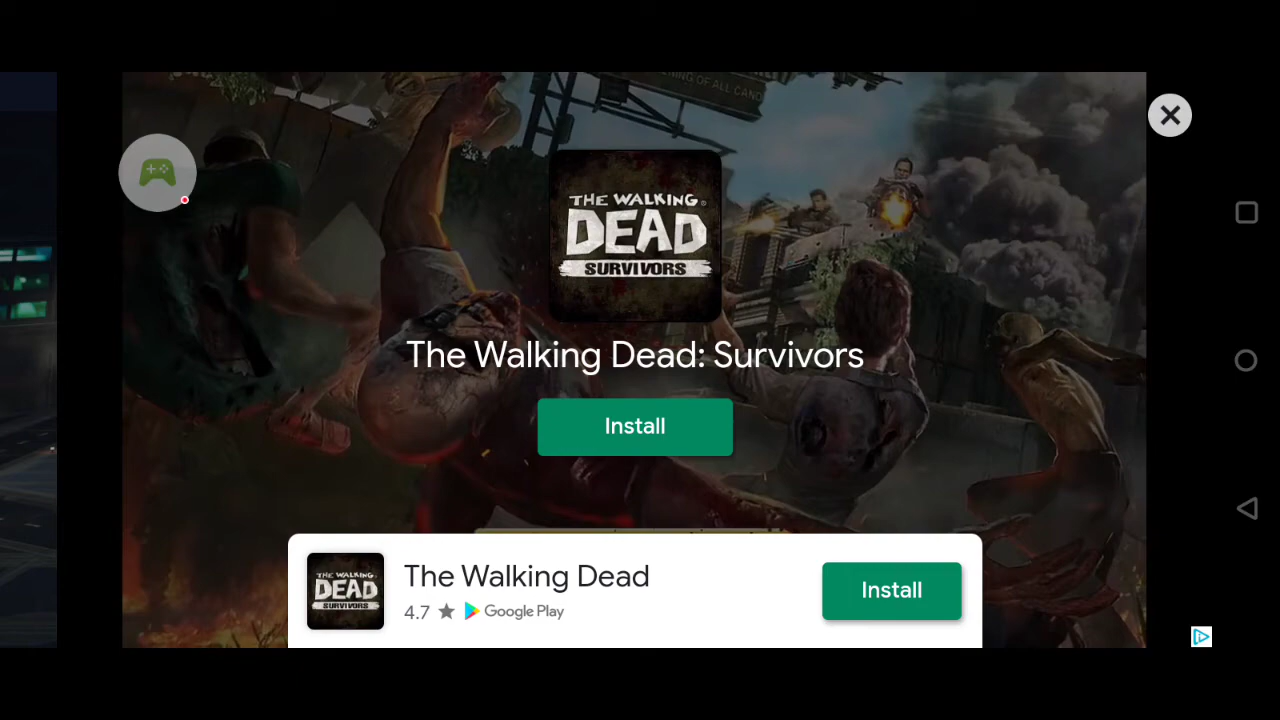 THE WALKING
DEAD
SURVIVORS
The Walking Dead: Survivors
Install
THE WALKING
DEAD
SURVIVORS
The Walking Dead
4.7 ★ Google Play
Install